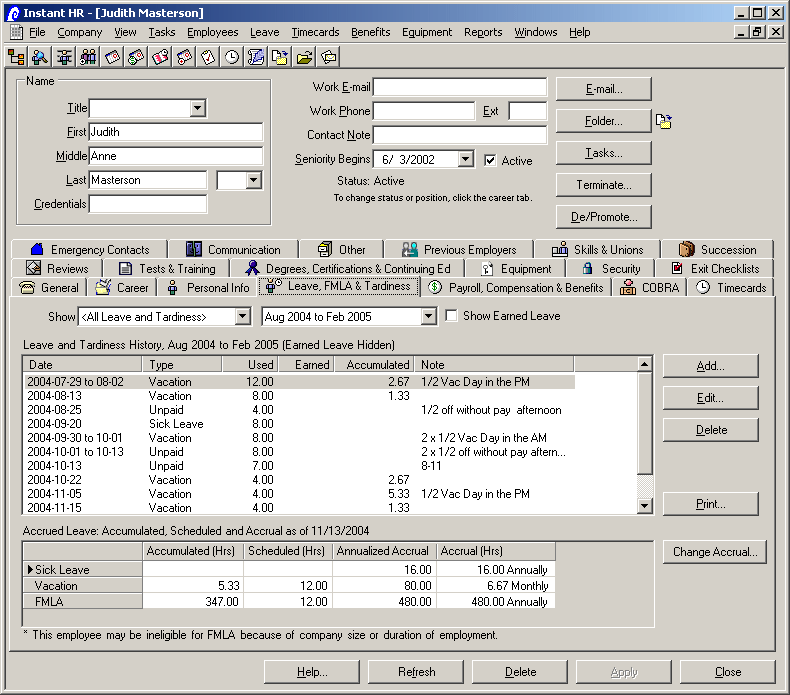 Instant HR - [Judith Masterson]
File Company View Tasks Employees Leave Timecards Benefits Equipment Reports Windows Help
Name
Title
First Judith
Middle Anne
Last Masterson
Credentials
Work E-mail
Work Phone Ext
Contact Note
Seniority Begins 6/ 3/2002 Active
Status: Active
To change status or position, click the career tab.
E-mail...
Folder...
Tasks...
Terminate...
De/Promote...
Emergency Contacts Communication Other Previous Employers Skills & Unions Succession
Reviews Tests & Training Degrees, Certifications & Continuing Ed Equipment Security Exit Checklists
General Career Personal Info Leave, FMLA & Tardiness Payroll, Compensation & Benefits COBRA Timecards
Show <All Leave and Tardiness> Aug 2004 to Feb 2005 Show Earned Leave
Leave and Tardiness History, Aug 2004 to Feb 2005 (Earned Leave Hidden)
Date Type Used Earned Accumulated Note
2004-07-29 to 08-02 Vacation 12.00 2.67 1/2 Vac Day in the PM
2004-08-13 Vacation 8.00 1.33
2004-08-25 Unpaid 4.00 1/2 off without pay afternoon
2004-09-20 Sick Leave 8.00
2004-09-30 to 10-01 Vacation 8.00 2 x 1/2 Vac Day in the AM
2004-10-01 to 10-13 Unpaid 8.00 2 x 1/2 off without pay aftern...
2004-10-13 Unpaid 7.00 8-11
2004-10-22 Vacation 4.00 2.67
2004-11-05 Vacation 4.00 5.33 1/2 Vac Day in the PM
2004-11-15 Vacation 4.00 1.33
Add...
Edit...
Delete
Print...
Accrued Leave: Accumulated, Scheduled and Accrual as of 11/13/2004
Accumulated (Hrs) Scheduled (Hrs) Annualized Accrual Accrual (Hrs)
Sick Leave 16.00 16.00 Annually
Vacation 5.33 12.00 80.00 6.67 Monthly
FMLA 347.00 12.00 480.00 480.00 Annually
Change Accrual...
* This employee may be ineligible for FMLA because of company size or duration of employment.
Help... Refresh Delete Apply Close